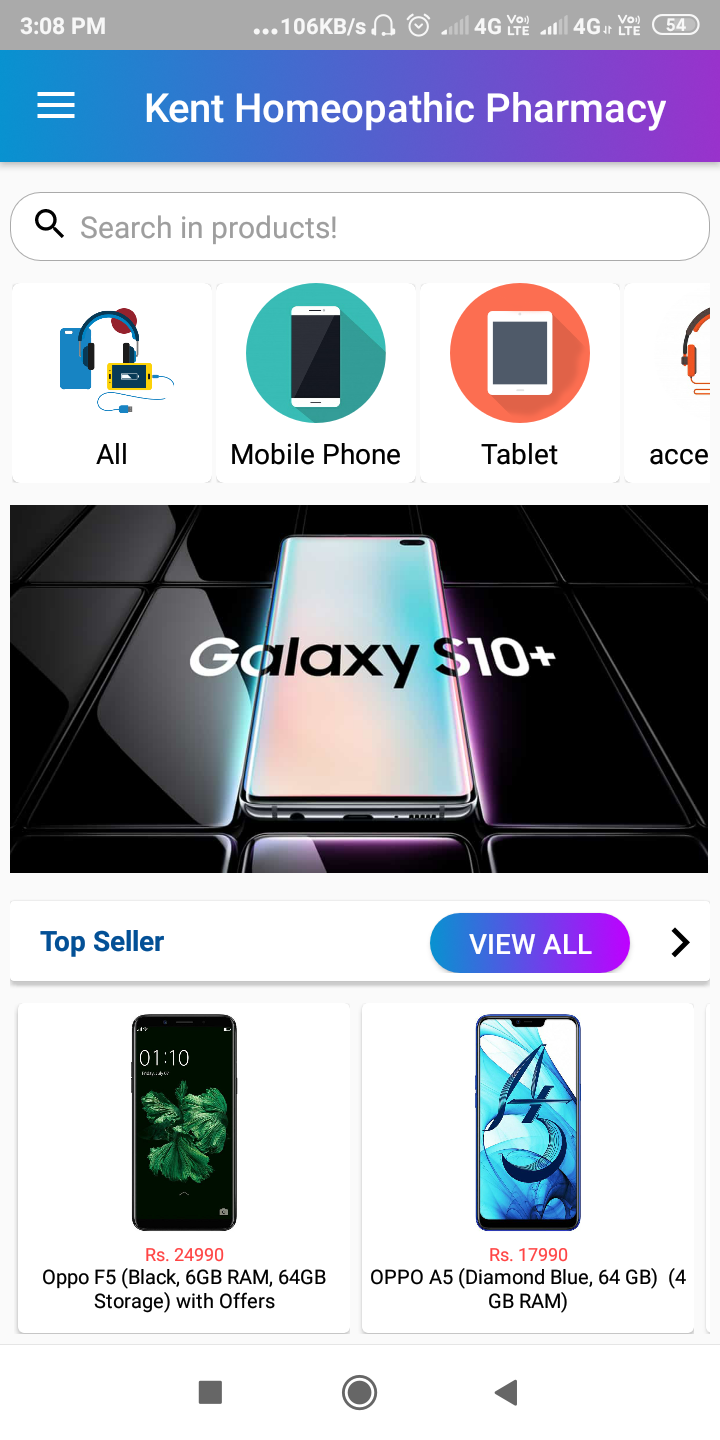 3:08 PM
...106KB/s 4G Vo)) LTE 4G Vo)) LTE 54
Kent Homeopathic Pharmacy
Search in products!
All
Mobile Phone
Tablet
acce
Galaxy S10+
Top Seller
VIEW ALL
01:10
Rs. 24990
Oppo F5 (Black, 6GB RAM, 64GB
Storage) with Offers
A5
Rs. 17990
OPPO A5 (Diamond Blue, 64 GB) (4
GB RAM)